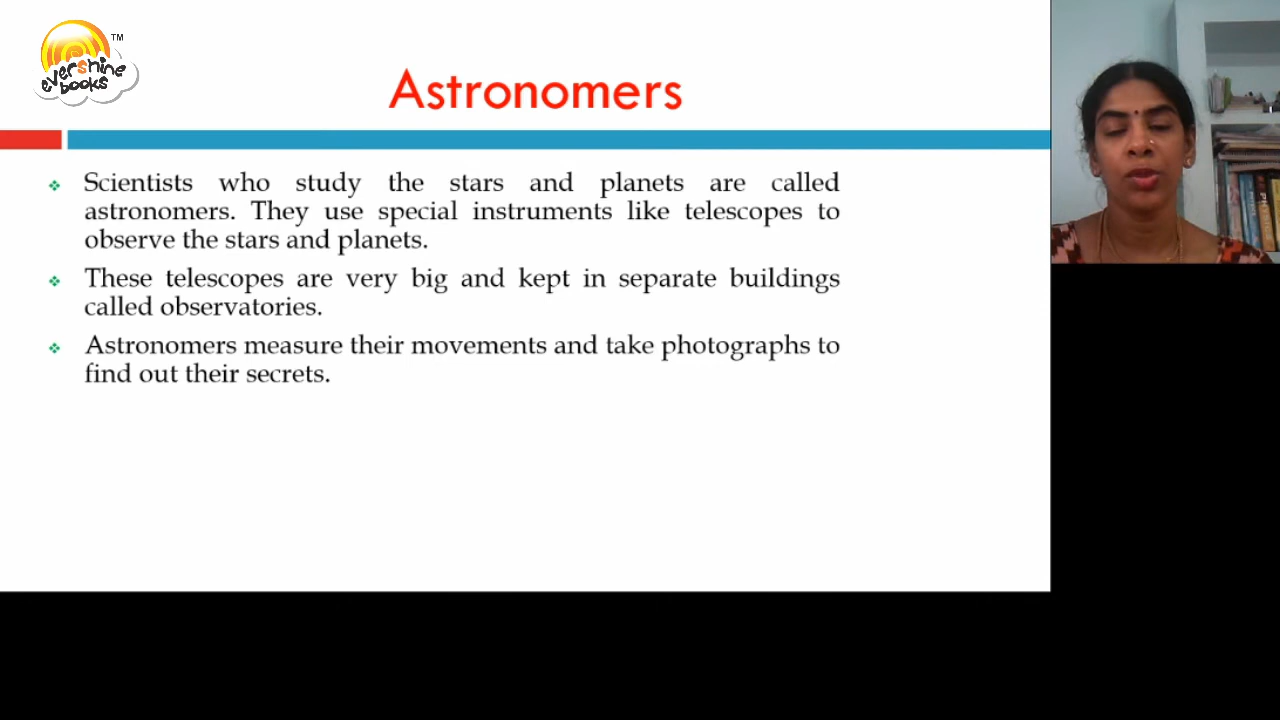 TM
evershine
books
Astronomers
Scientists who study the stars and planets are called
astronomers. They use special instruments like telescopes to
observe the stars and planets.
These telescopes are very big and kept in separate buildings
called observatories.
Astronomers measure their movements and take photographs to
find out their secrets.